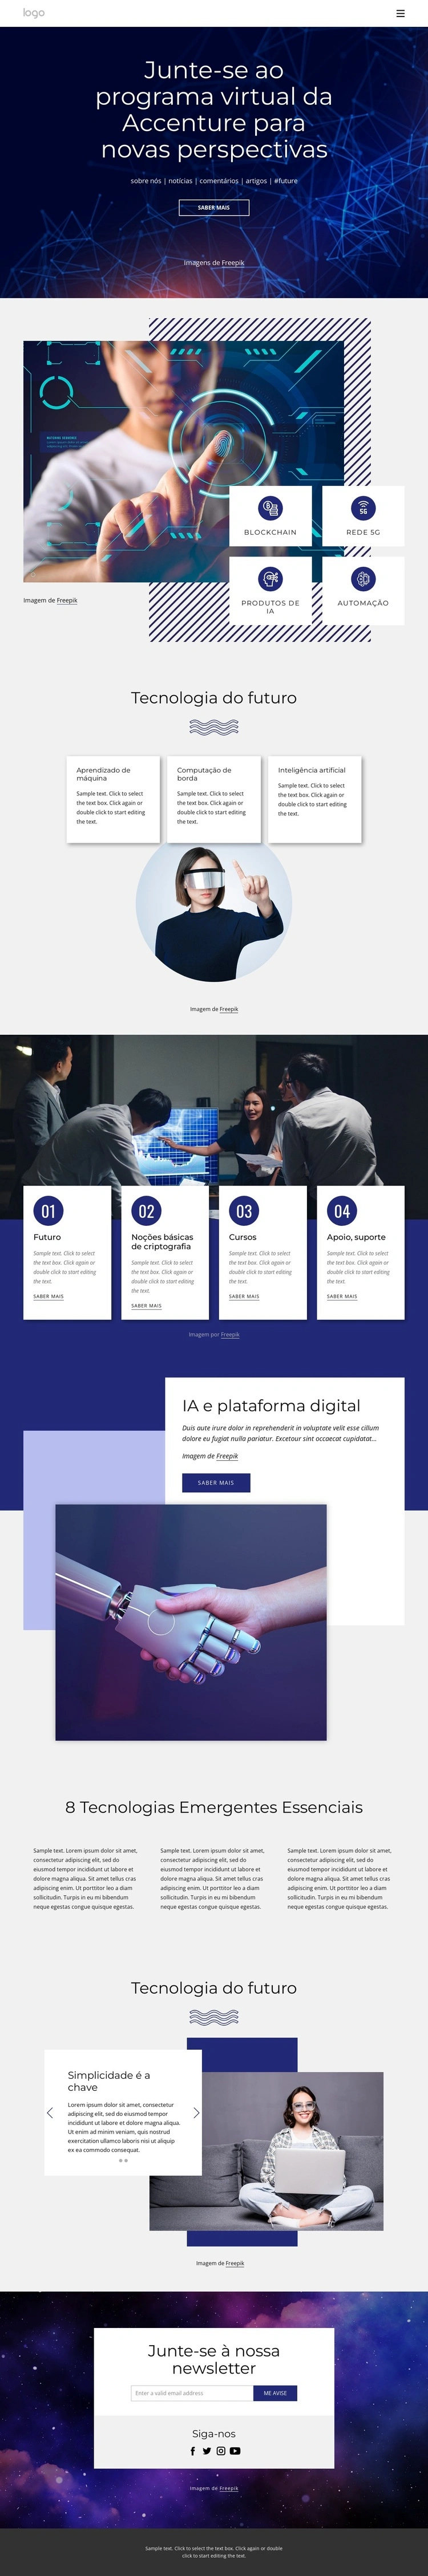 logo
Junte-se ao
programa virtual da
Accenture para
novas perspectivas
sobre nós | notícias | comentários | artigos | #future
SABER MAIS
Imagens de Freepik
BLOCKCHAIN
5G
REDE 5G
PRODUTOS DE
IA
AUTOMAÇÃO
Imagem de Freepik
Tecnologia do futuro
Aprendizado de
máquina
Sample text. Click to select
the text box. Click again or
double click to start editing
the text.
Computação de
borda
Sample text. Click to select
the text box. Click again or
double click to start editing
the text.
Inteligência artificial
Sample text. Click to select
the text box. Click again or
double click to start editing
the text.
Imagem de Freepik
01
Futuro
Sample text. Click to select
the text box. Click again or
double click to start editing
the text.
SABER MAIS
02
Noções básicas
de criptografia
Sample text. Click to select
the text box. Click again or
double click to start editing
the text.
SABER MAIS
03
Cursos
Sample text. Click to select
the text box. Click again or
double click to start editing
the text.
SABER MAIS
04
Apoio, suporte
Sample text. Click to select
the text box. Click again or
double click to start editing
the text.
SABER MAIS
Imagem por Freepik
IA e plataforma digital
Duis aute irure dolor in reprehenderit in voluptate velit esse cillum
dolore eu fugiat nulla pariatur. Excetour sint occaecat cupidatat...
Imagem de Freepik
SABER MAIS
8 Tecnologias Emergentes Essenciais
Sample text. Lorem ipsum dolor sit amet,
consectetur adipiscing elit, sed do
eiusmod tempor incididunt ut labore et
dolore magna aliqua. Sit amet tellus cras
adipiscing enim. Ut porttitor leo a diam
sollicitudin. Turpis in eu mi bibendum
neque egestas congue quisque egestas.
Sample text. Lorem ipsum dolor sit amet,
consectetur adipiscing elit, sed do
eiusmod tempor incididunt ut labore et
dolore magna aliqua. Sit amet tellus cras
adipiscing enim. Ut porttitor leo a diam
sollicitudin. Turpis in eu mi bibendum
neque egestas congue quisque egestas.
Sample text. Lorem ipsum dolor sit amet,
consectetur adipiscing elit, sed do
eiusmod tempor incididunt ut labore et
dolore magna aliqua. Sit amet tellus cras
adipiscing enim. Ut porttitor leo a diam
sollicitudin. Turpis in eu mi bibendum
neque egestas congue quisque egestas.
Tecnologia do futuro
Simplicidade é a
chave
Lorem ipsum dolor sit amet, consectetur
adipiscing elit, sed do eiusmod tempor
incididunt ut labore et dolore magna aliqua.
Ut enim ad minim veniam, quis nostrud
exercitation ullamco laboris nisi ut aliquip
ex ea commodo consequat.
Imagem de Freepik
Junte-se à nossa
newsletter
Enter a valid email address
ME AVISE
Siga-nos
Imagem de Freepik
Sample text. Click to select the text box. Click again or double
click to start editing the text.